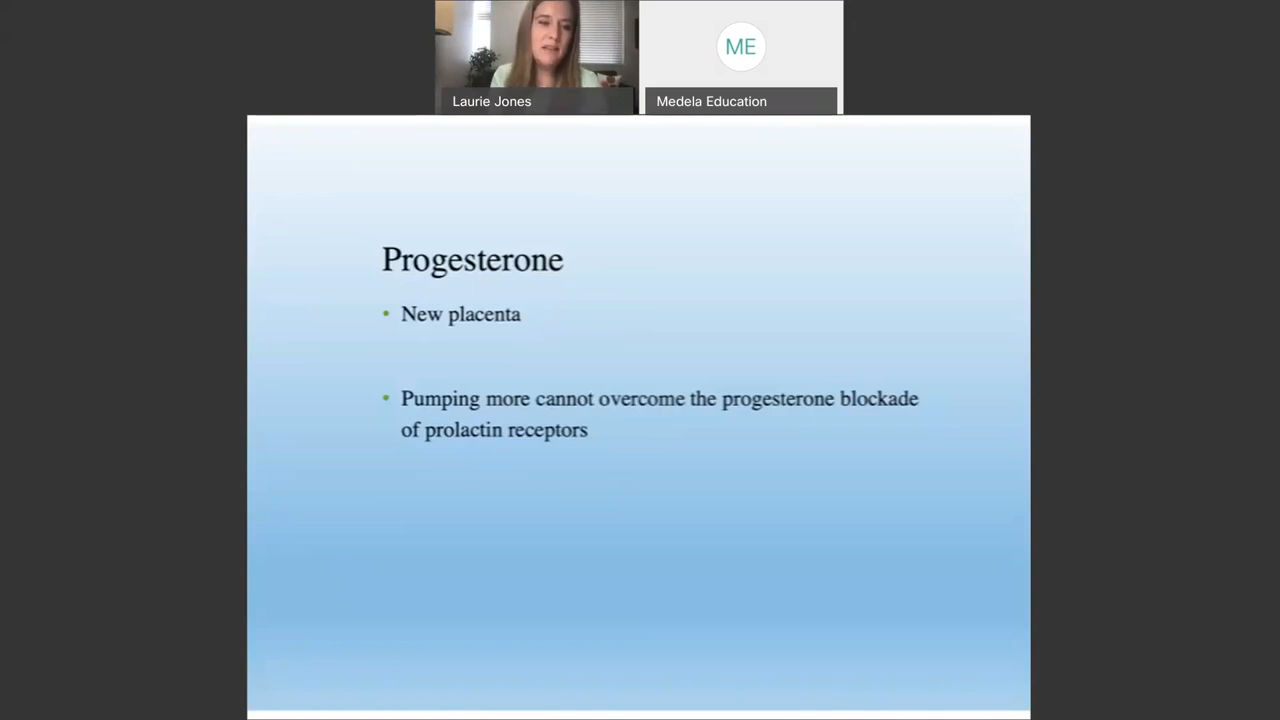 ME
Laurie Jones
Medela Education
Progesterone
• New placenta
• Pumping more cannot overcome the progesterone blockade
of prolactin receptors